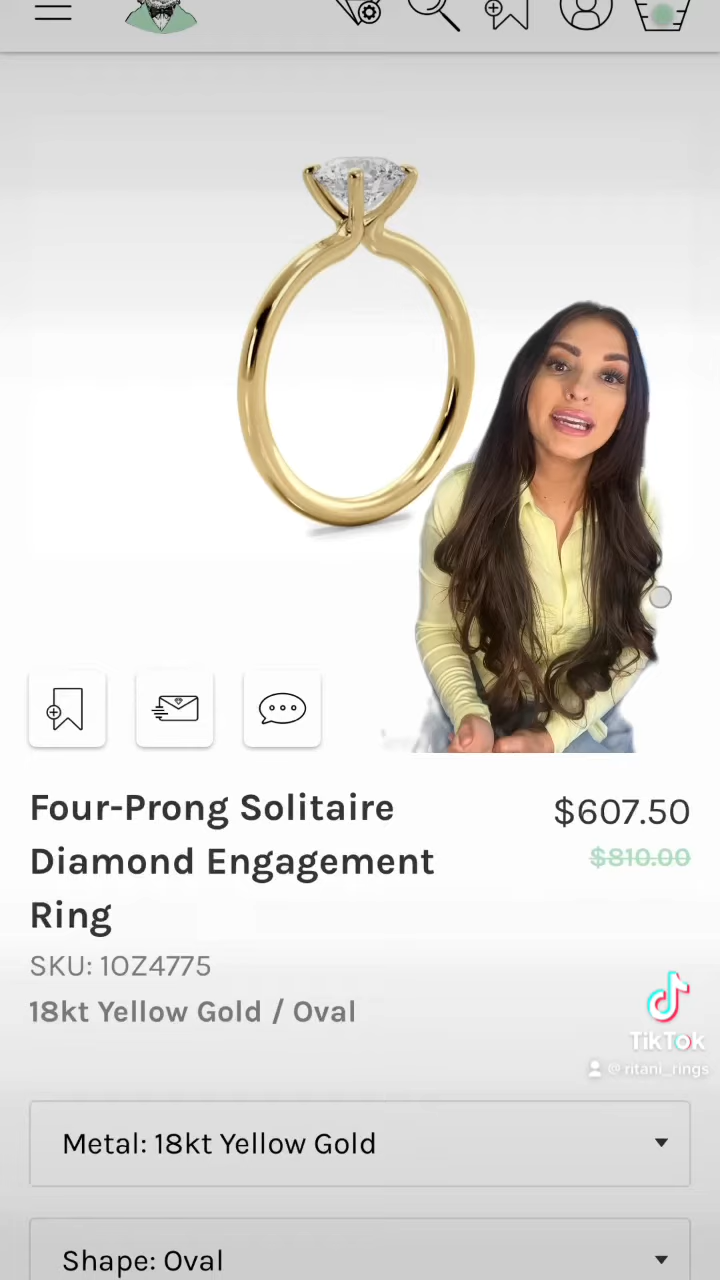 Four-Prong Solitaire
Diamond Engagement
Ring
$607.50
$810.00
SKU: 1OZ4775
18kt Yellow Gold / Oval
TikTok
@ritani_rings
Metal: 18kt Yellow Gold
Shape: Oval